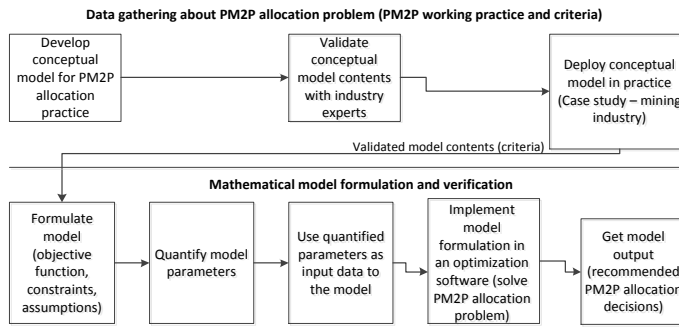 Data gathering about PM2P allocation problem (PM2P working practice and criteria)
Develop
conceptual
model for PM2P
allocation
practice
Validate
conceptual
model contents
with industry
experts
Deploy conceptual
model in practice
(Case study – mining
industry)
Validated model contents (criteria)
Mathematical model formulation and verification
Formulate
model
(objective
function,
constraints,
assumptions)
Quantify model
parameters
Use quantified
parameters as
input data to
the model
Implement
model
formulation in
an optimization
software (solve
PM2P allocation
problem)
Get model
output
(recommended
PM2P allocation
decisions)